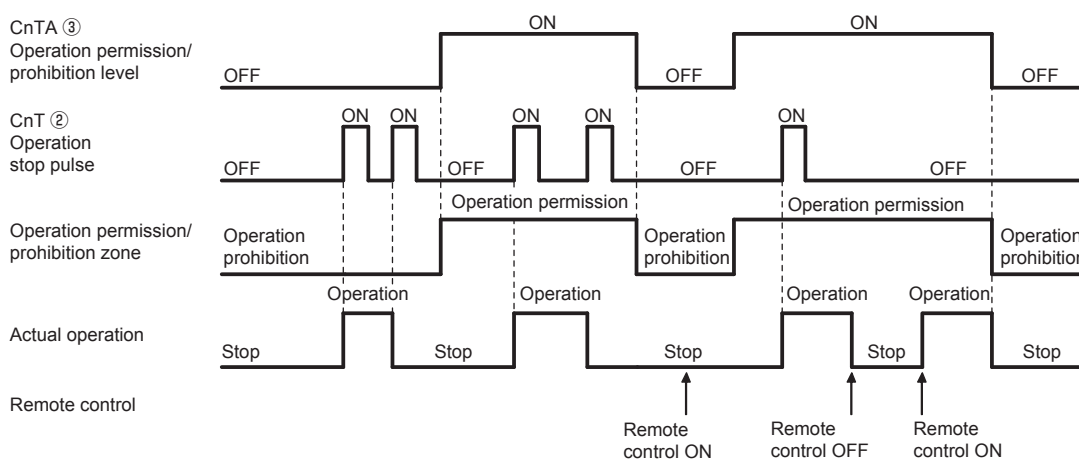 CnTA ③
Operation permission/
prohibition level
OFF
ON
OFF
ON
OFF
CnT ②
Operation
stop pulse
OFF
ON
ON
OFF
ON
ON
OFF
ON
OFF
Operation permission/
prohibition zone
Operation
prohibition
Operation permission
Operation
prohibition
Operation permission
Operation
prohibition
Actual operation
Stop
Operation
Stop
Operation
Stop
Operation
Stop
Operation
Stop
Remote control
Remote
control ON
Remote
control OFF
Remote
control ON